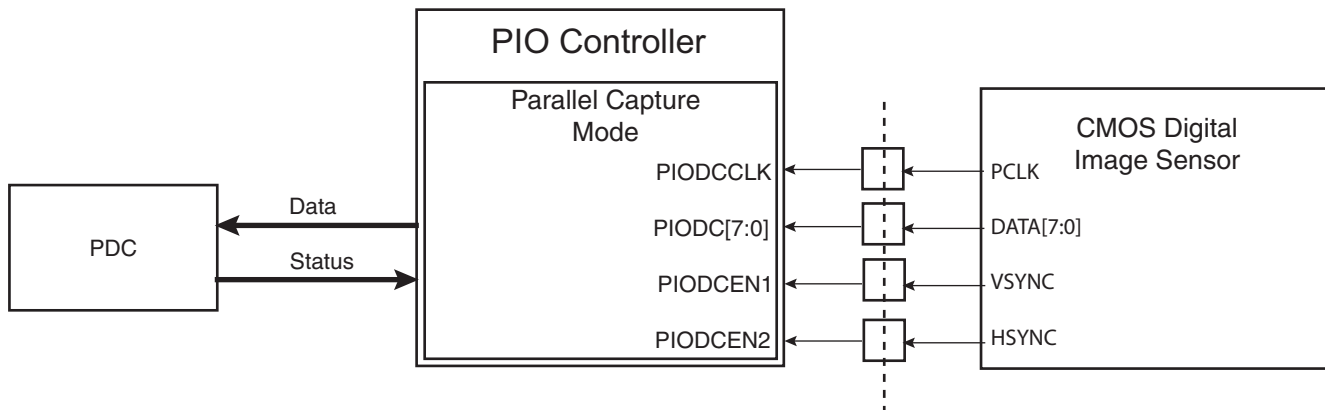 PIO Controller
Parallel Capture
Mode
PIODCCLK
PIODC[7:0]
PIODCEN1
PIODCEN2
PDC
Data
Status
CMOS Digital
Image Sensor
PCLK
DATA[7:0]
VSYNC
HSYNC